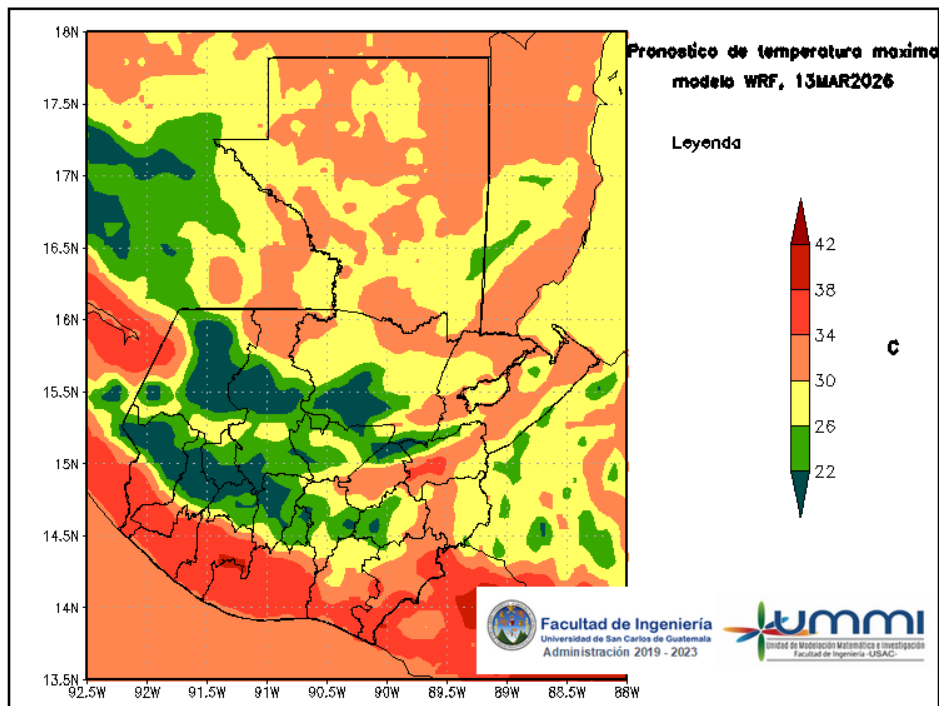 Pronostico de temperatura maxima
modelo WRF, 13MAR2026
Leyenda
42
38
34
30
26
22
C
18N
17.5N
17N
16.5N
16N
15.5N
15N
14.5N
14N
13.5N
92.5W
92W
91.5W
91W
90.5W
90W
89.5W
89W
88.5W
88W
Facultad de Ingeniería
Universidad de San Carlos de Guatemala
Administración 2019 - 2023
ummi
Unidad de Modelación Matemática e Investigación
Facultad de Ingeniería -USAC-